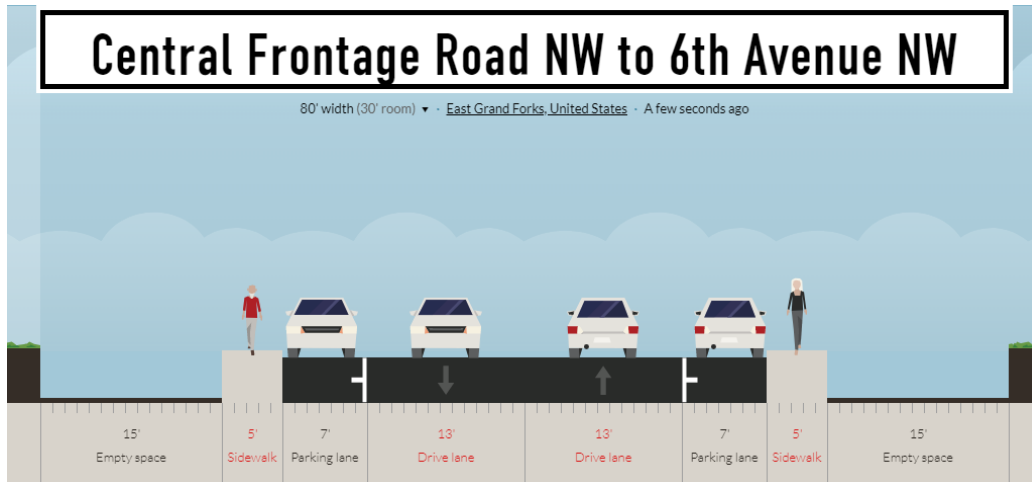 Central Frontage Road NW to 6th Avenue NW
80' width (30' room) ▾ · East Grand Forks, United States · A few seconds ago
15' 5' 7' 13' 13' 7' 5' 15'
Empty space Sidewalk Parking lane Drive lane Drive lane Parking lane Sidewalk Empty space